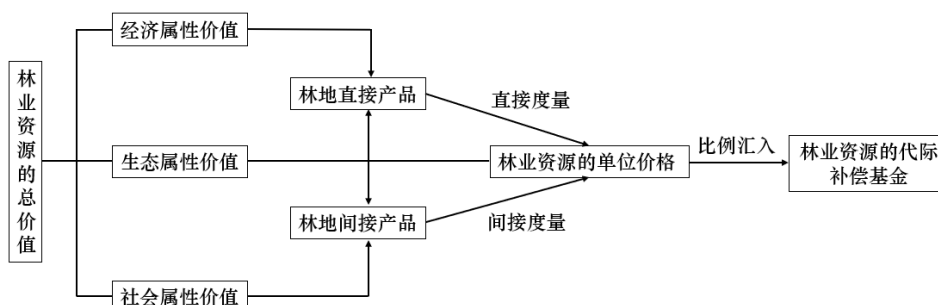 林业资源的总价值
经济属性价值
生态属性价值
社会属性价值
林地直接产品
林地间接产品
直接度量
间接度量
林业资源的单位价格
比例汇入
林业资源的代际
补偿基金